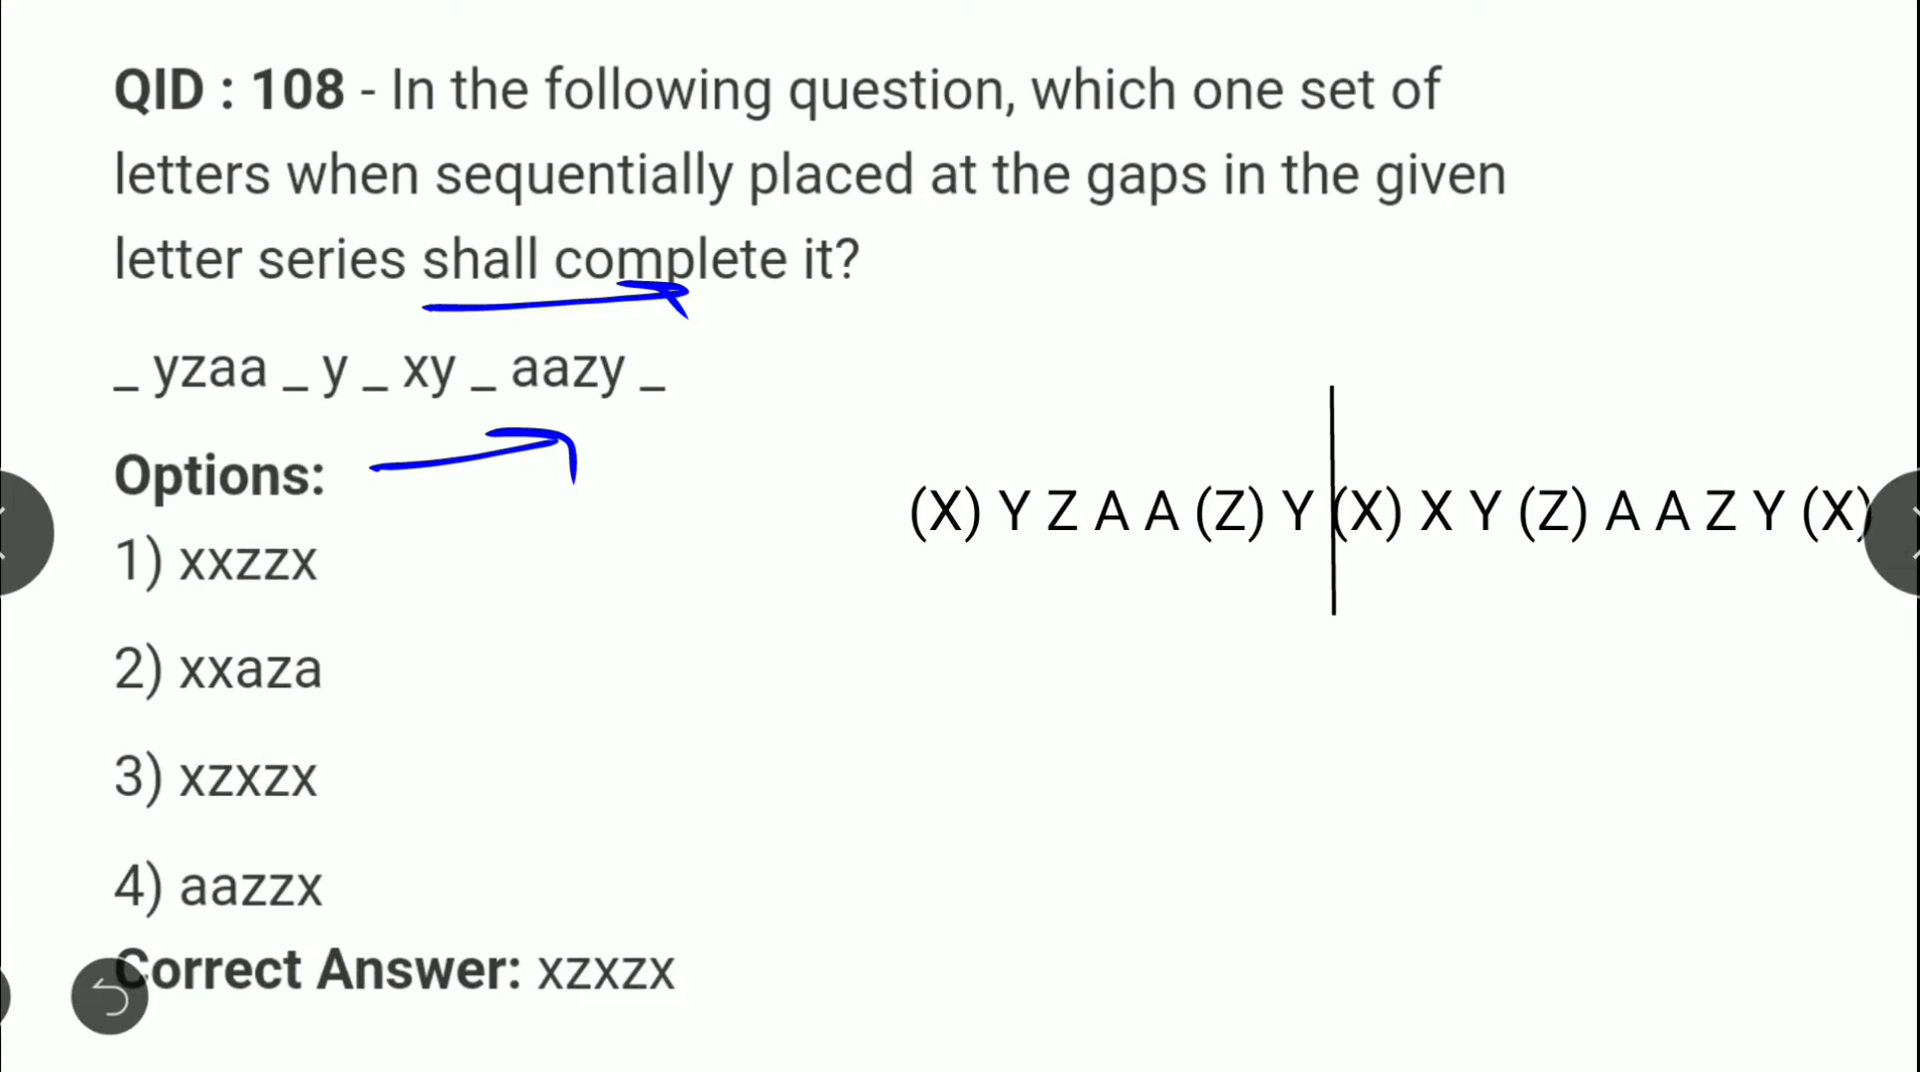 QID : 108 - In the following question, which one set of
letters when sequentially placed at the gaps in the given
letter series shall complete it?
_ yzaa _ y _ xy _ aazy _
Options:
1) xxzzx
2) xxaza
3) xzxzx
4) aazzx
Correct Answer: xzxzx
(X) Y Z A A (Z) Y (X) X Y (Z) A A Z Y (X)